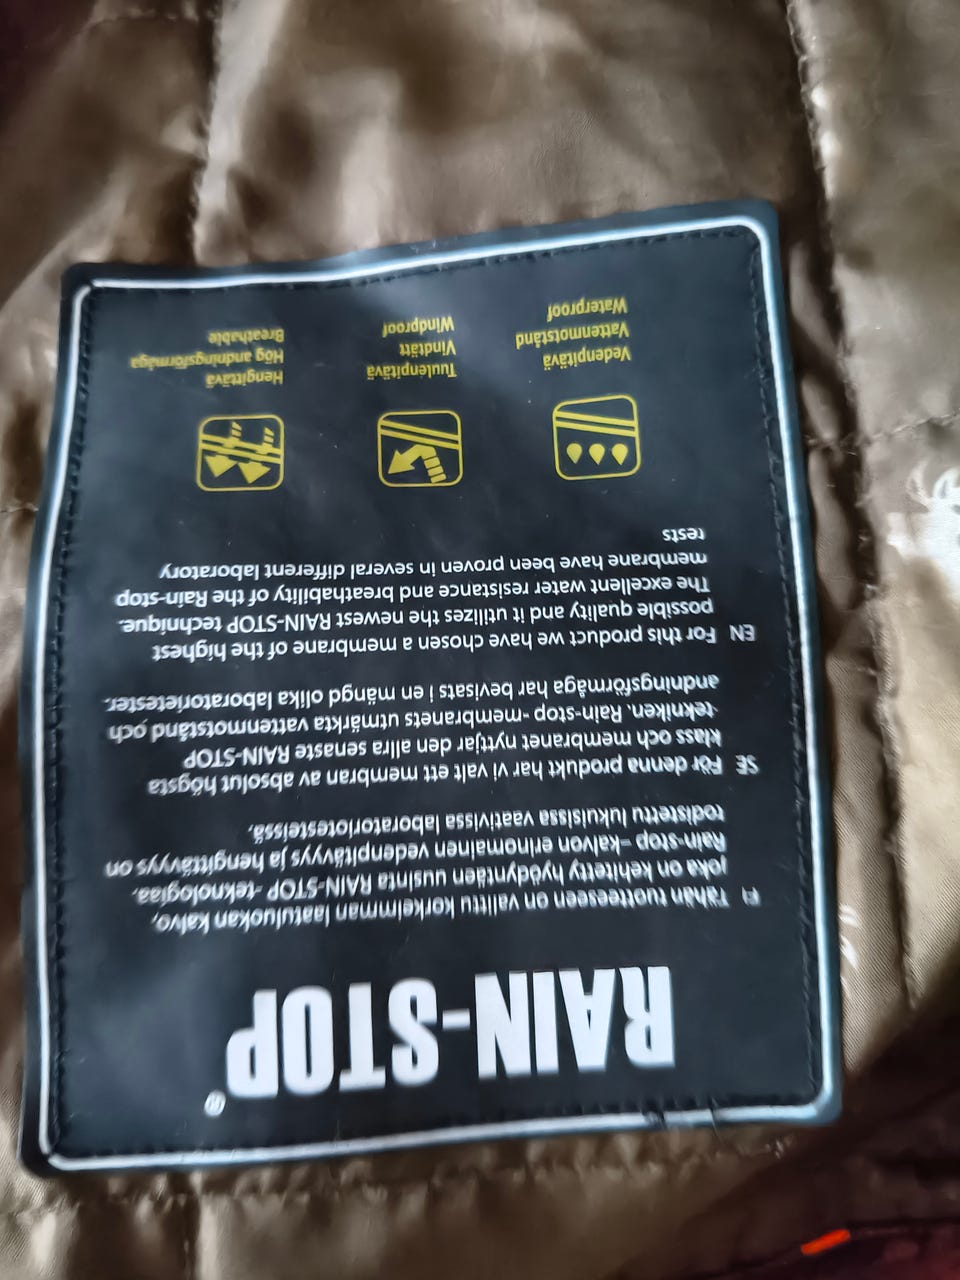 RAIN-STOP®
FI Tähän tuotteeseen on valittu korkeimman laatuluokan kalvo,
joka on kehitetty hyödyntäen uusinta RAIN-STOP -teknologiaa.
Rain-stop –kalvon erinomainen vedenpitävyys ja hengittävyys on
todistettu lukuisissa vaativissa laboratoriotesteissä.
SE För denna produkt har vi valt ett membran av absolut högsta
klass och membranet nyttjar den allra senaste RAIN-STOP
-tekniken. Rain-stop -membranets utmärkta vattenmotstånd och
andningsförmåga har bevisats i en mängd olika laboratorietester.
EN For this product we have chosen a membrane of the highest
possible quality and it utilizes the newest RAIN-STOP technique.
The excellent water resistance and breathability of the Rain-stop
membrane have been proven in several different laboratory
tests
Vedenpitävä
Vattenmotstånd
Waterproof
Tuulenpitävä
Vindtätt
Windproof
Hengittävä
Hög andningsförmåga
Breathable